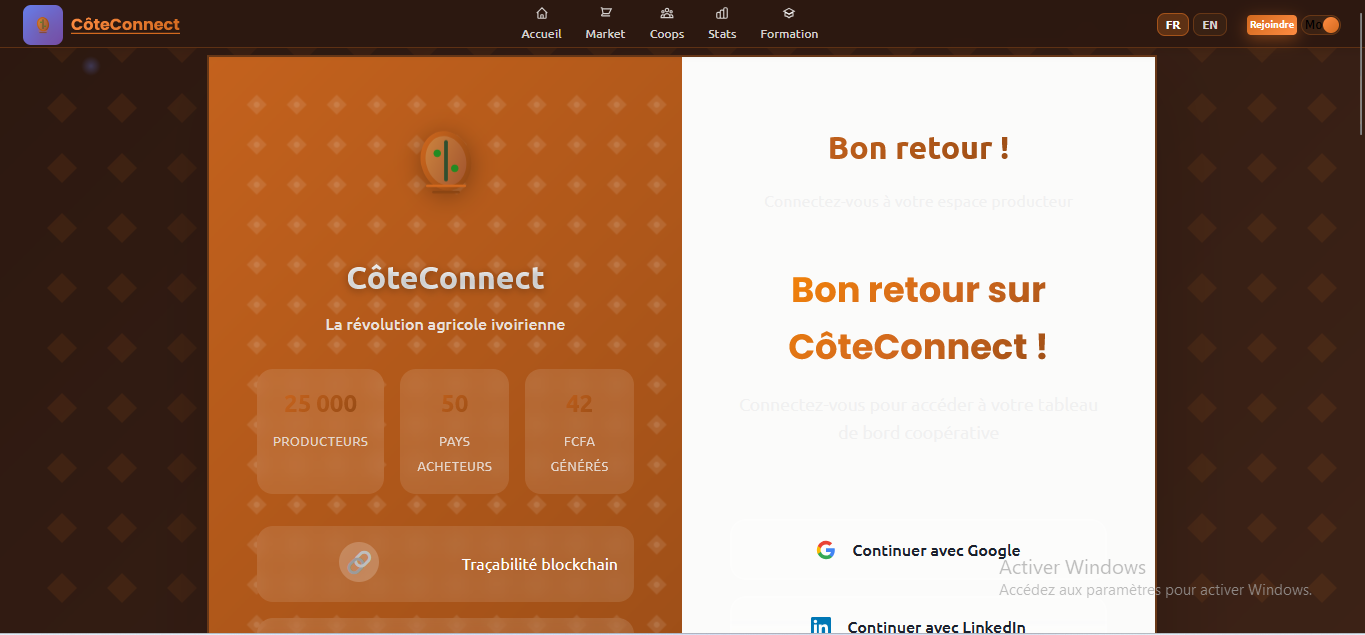 CôteConnect
Accueil
Market
Coops
Stats
Formation
FR
EN
Rejoindre
Mo
CôteConnect
La révolution agricole ivoirienne
25 000
PRODUCTEURS
50
PAYS
ACHETEURS
42
FCFA
GÉNÉRÉS
Traçabilité blockchain
Bon retour !
Connectez-vous à votre espace producteur
Bon retour sur
CôteConnect !
Connectez-vous pour accéder à votre tableau
de bord coopérative
Continuer avec Google
Activer Windows
Accédez aux paramètres pour activer Windows.
Continuer avec LinkedIn